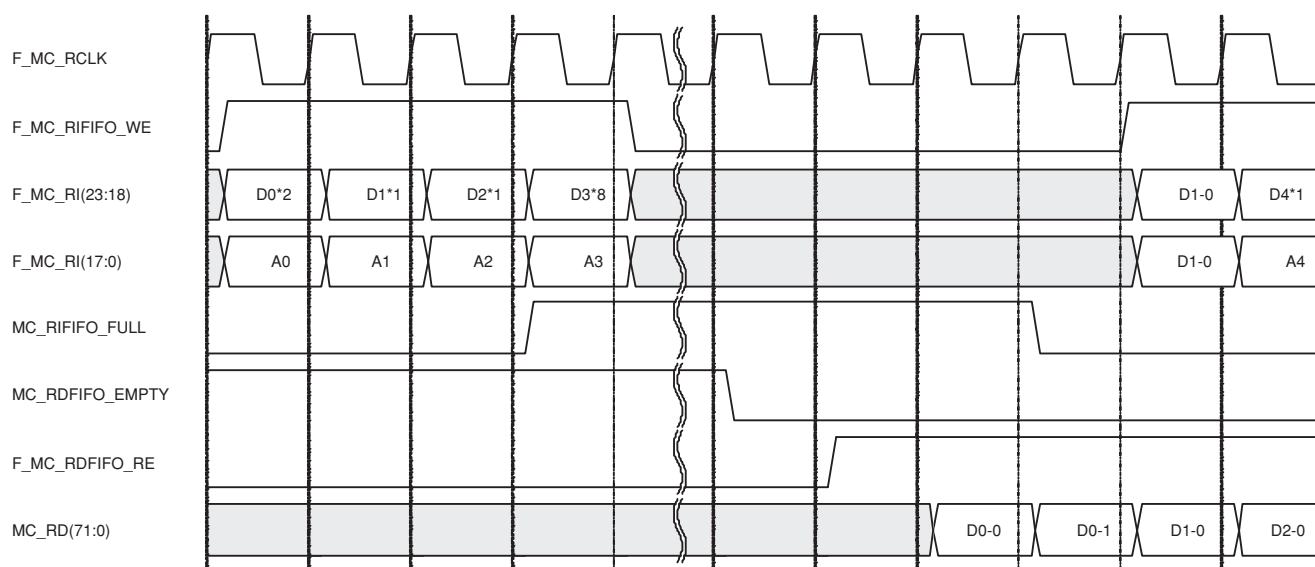 F_MC_RCLK
F_MC_RIFIFO_WE
F_MC_RI(23:18) D0*2 D1*1 D2*1 D3*8 D1-0 D4*1
F_MC_RI(17:0) A0 A1 A2 A3 D1-0 A4
MC_RIFIFO_FULL
MC_RDFIFO_EMPTY
F_MC_RDFIFO_RE
MC_RD(71:0) D0-0 D0-1 D1-0 D2-0